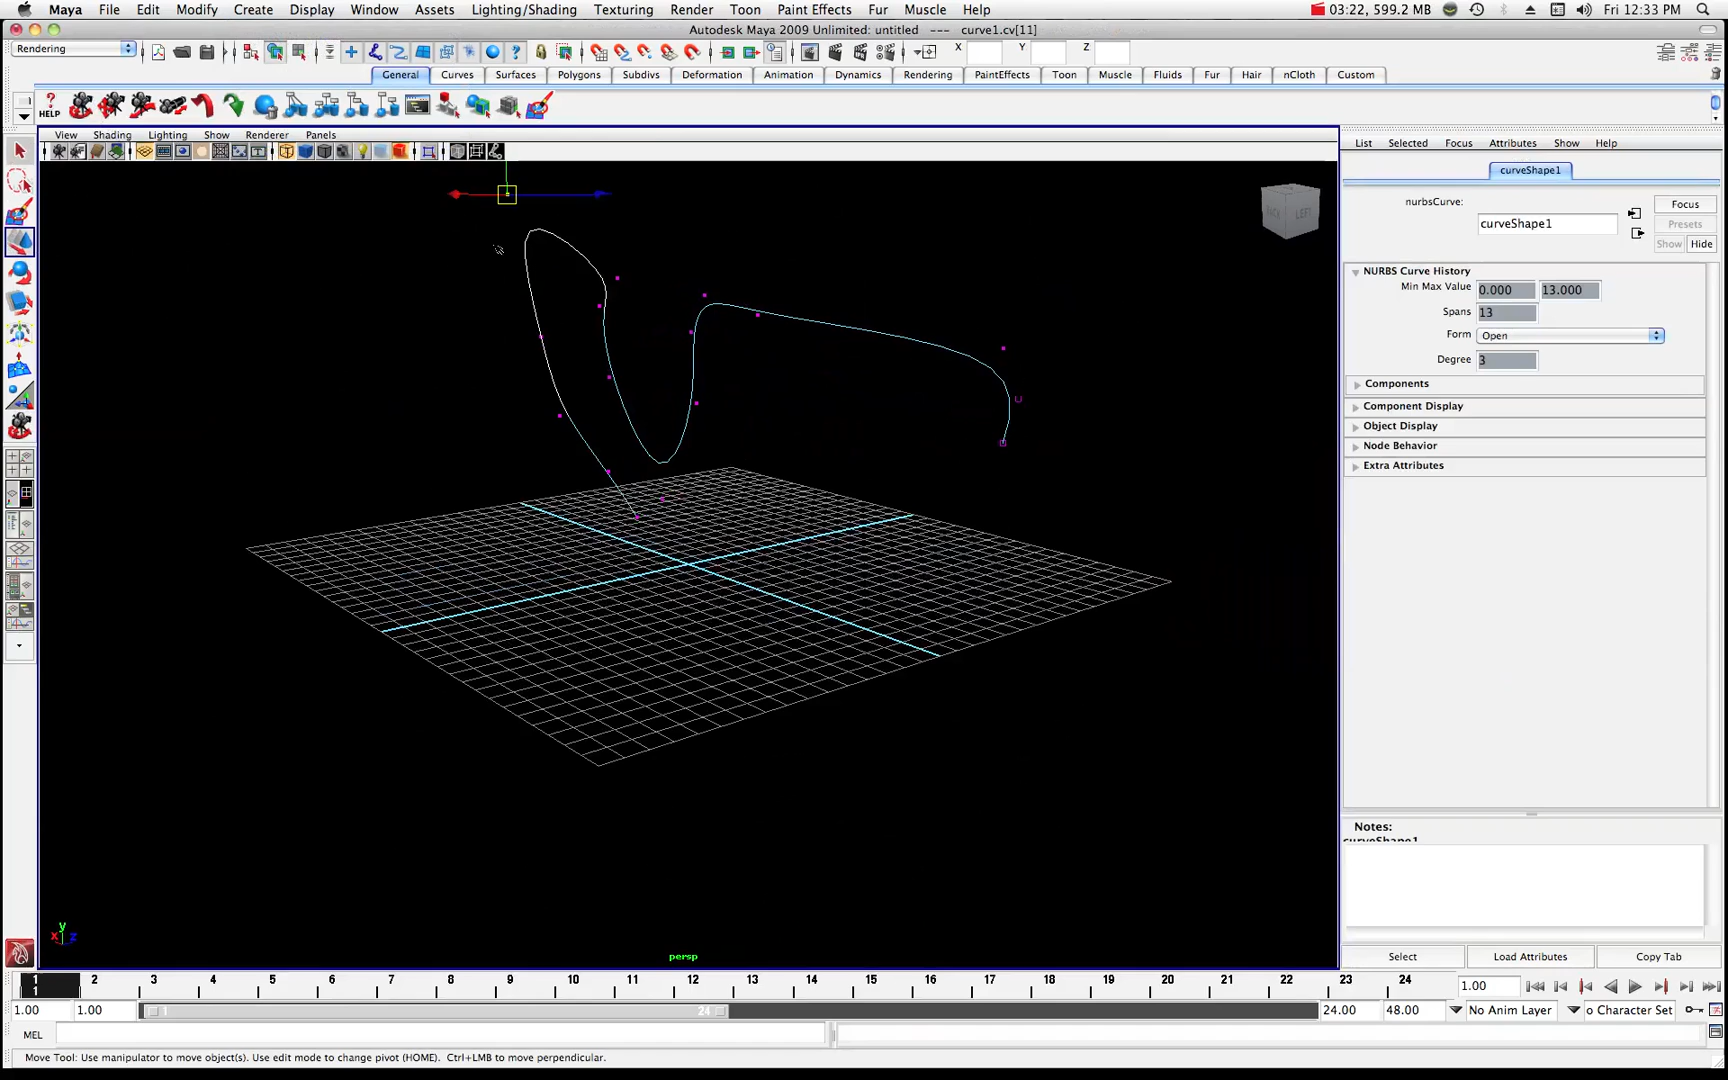 Maya File Edit Modify Create Display Window Assets Lighting/Shading Texturing Render Toon Paint Effects Fur Muscle Help 03:22, 599.2 MB Fri 12:33 PM
Autodesk Maya 2009 Unlimited: untitled --- curve1.cv[11]
Rendering X Y Z
General Curves Surfaces Polygons Subdivs Deformation Animation Dynamics Rendering PaintEffects Toon Muscle Fluids Fur Hair nCloth Custom
HELP
View Shading Lighting Show Renderer Panels
List Selected Focus Attributes Show Help
curveShape1
nurbsCurve: curveShape1
Focus
Presets
Show Hide
NURBS Curve History
Min Max Value 0.000 13.000
Spans 13
Form Open
Degree 3
Components
Component Display
Object Display
Node Behavior
Extra Attributes
LEFT
U
y
x z
persp
Notes:
curveShape1
Select Load Attributes Copy Tab
1 2 3 4 5 6 7 8 9 10 11 12 13 14 15 16 17 18 19 20 21 22 23 24
1 1.00
1.00 1.00 1 24 24.00 48.00 No Anim Layer o Character Set
MEL
Move Tool: Use manipulator to move object(s). Use edit mode to change pivot (HOME). Ctrl+LMB to move perpendicular.